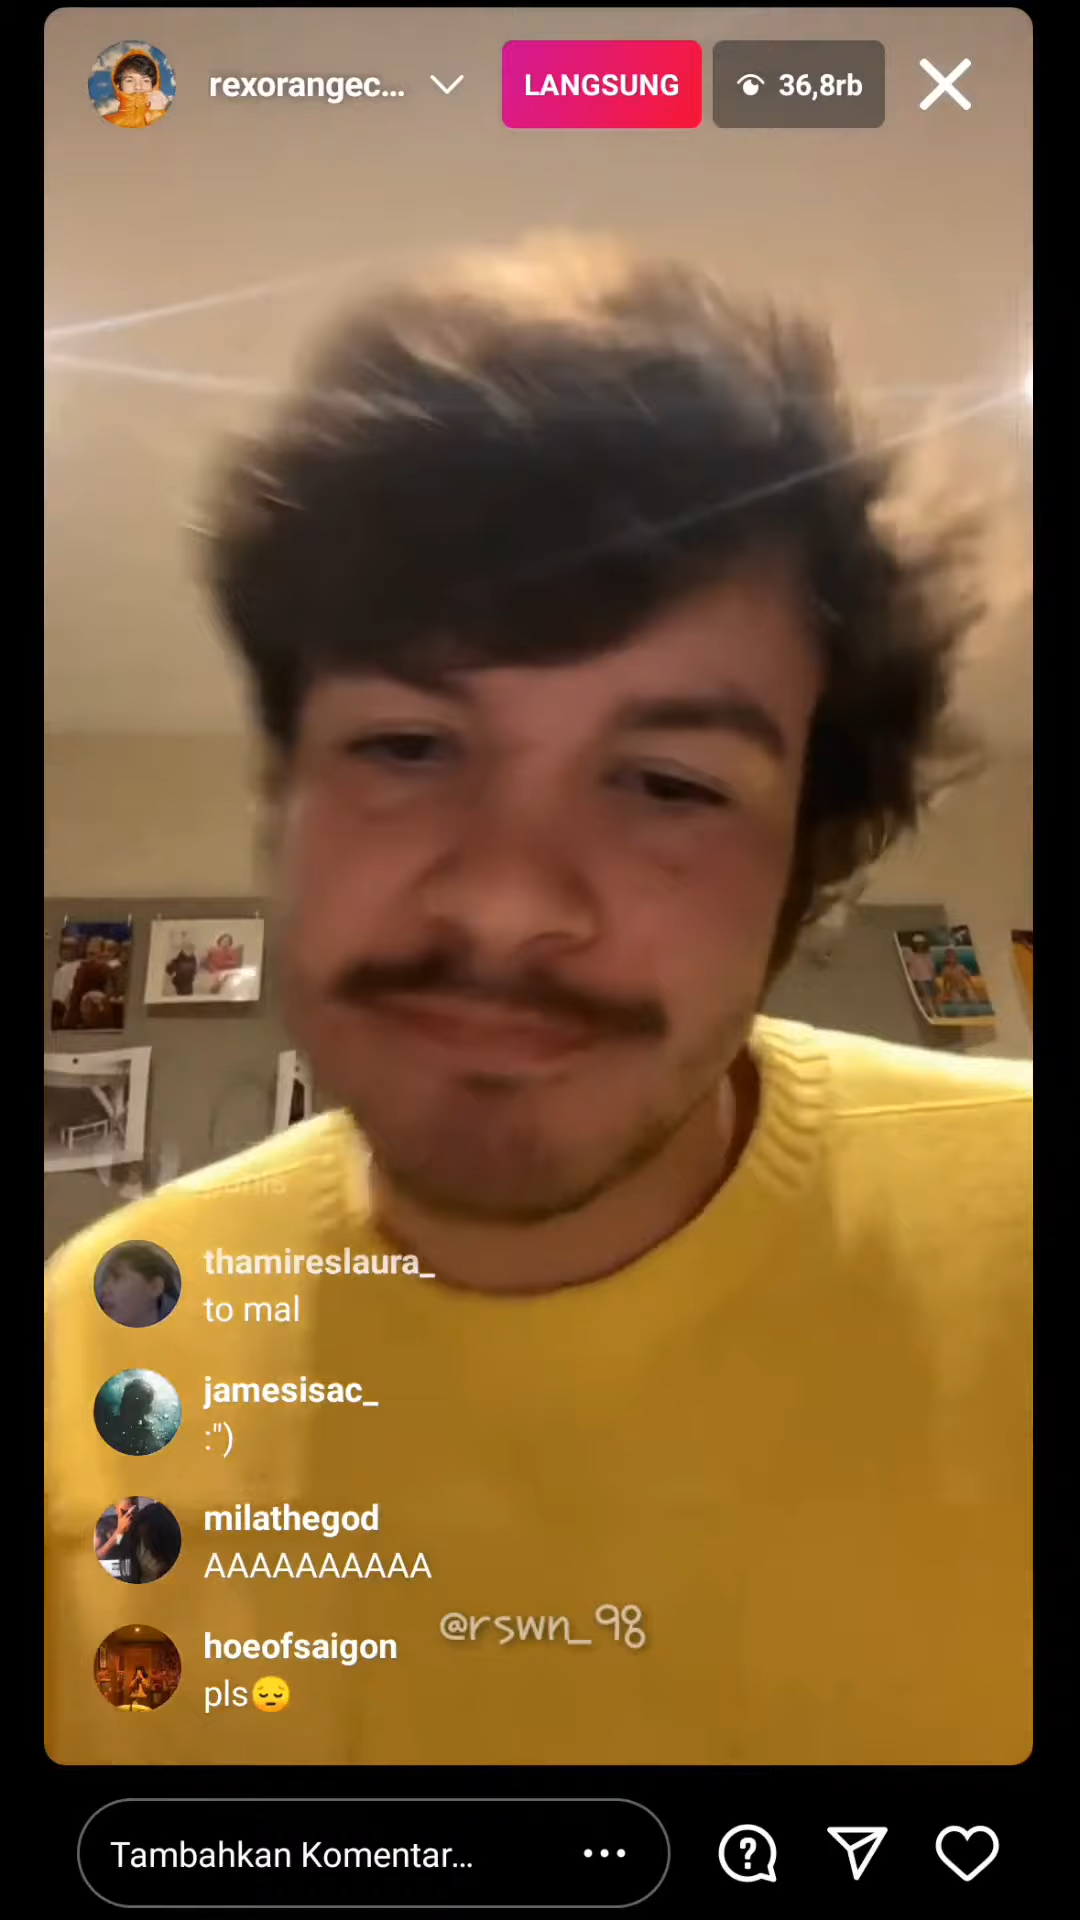 rexorangec...
LANGSUNG
36,8rb
thamireslaura_
to mal
jamesisac_
:")
milathegod
AAAAAAAAAA
@rswn_98
hoeofsaigon
pls😔
Tambahkan Komentar...